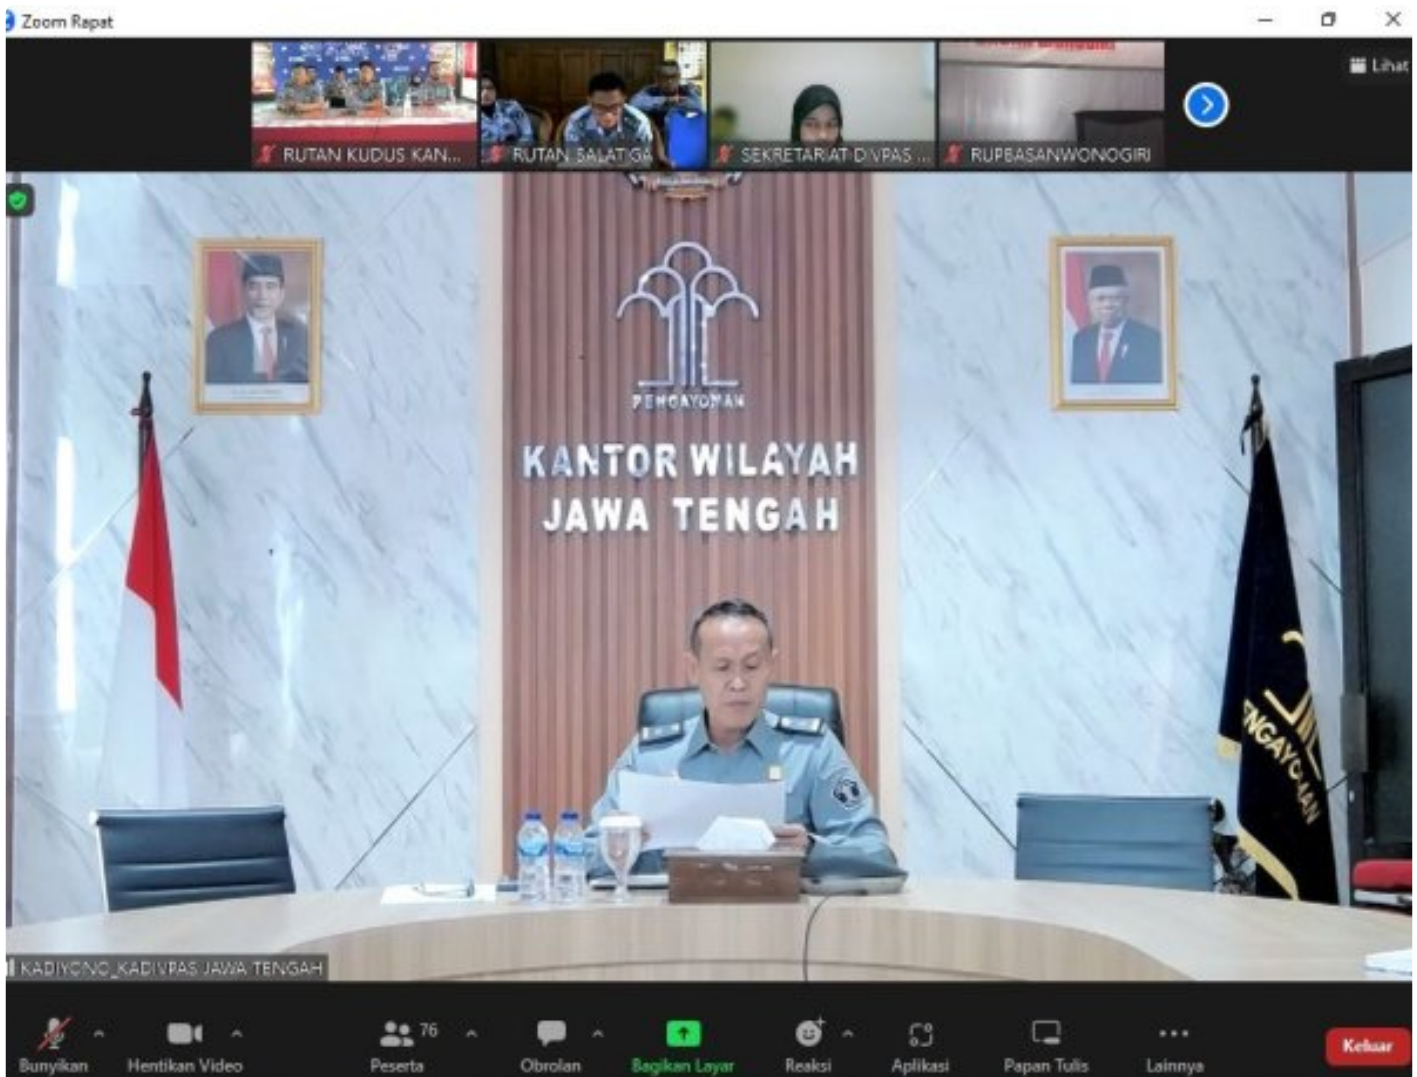 Zoom Rapat
Lihat
RUTAN KUDUS KAN...
RUTAN SALATIGA
SEKRETARIAT DIVPAS ...
RUPBASANWONOGIRI
PENGAYOMAN
KANTOR WILAYAH
JAWA TENGAH
NGAYOMAN
KADIYONO_KADIVPAS JAWA TENGAH
Bunyikan
Hentikan Video
76
Peserta
Obrolan
Bagikan Layar
Reaksi
Aplikasi
Papan Tulis
Lainnya
Keluar